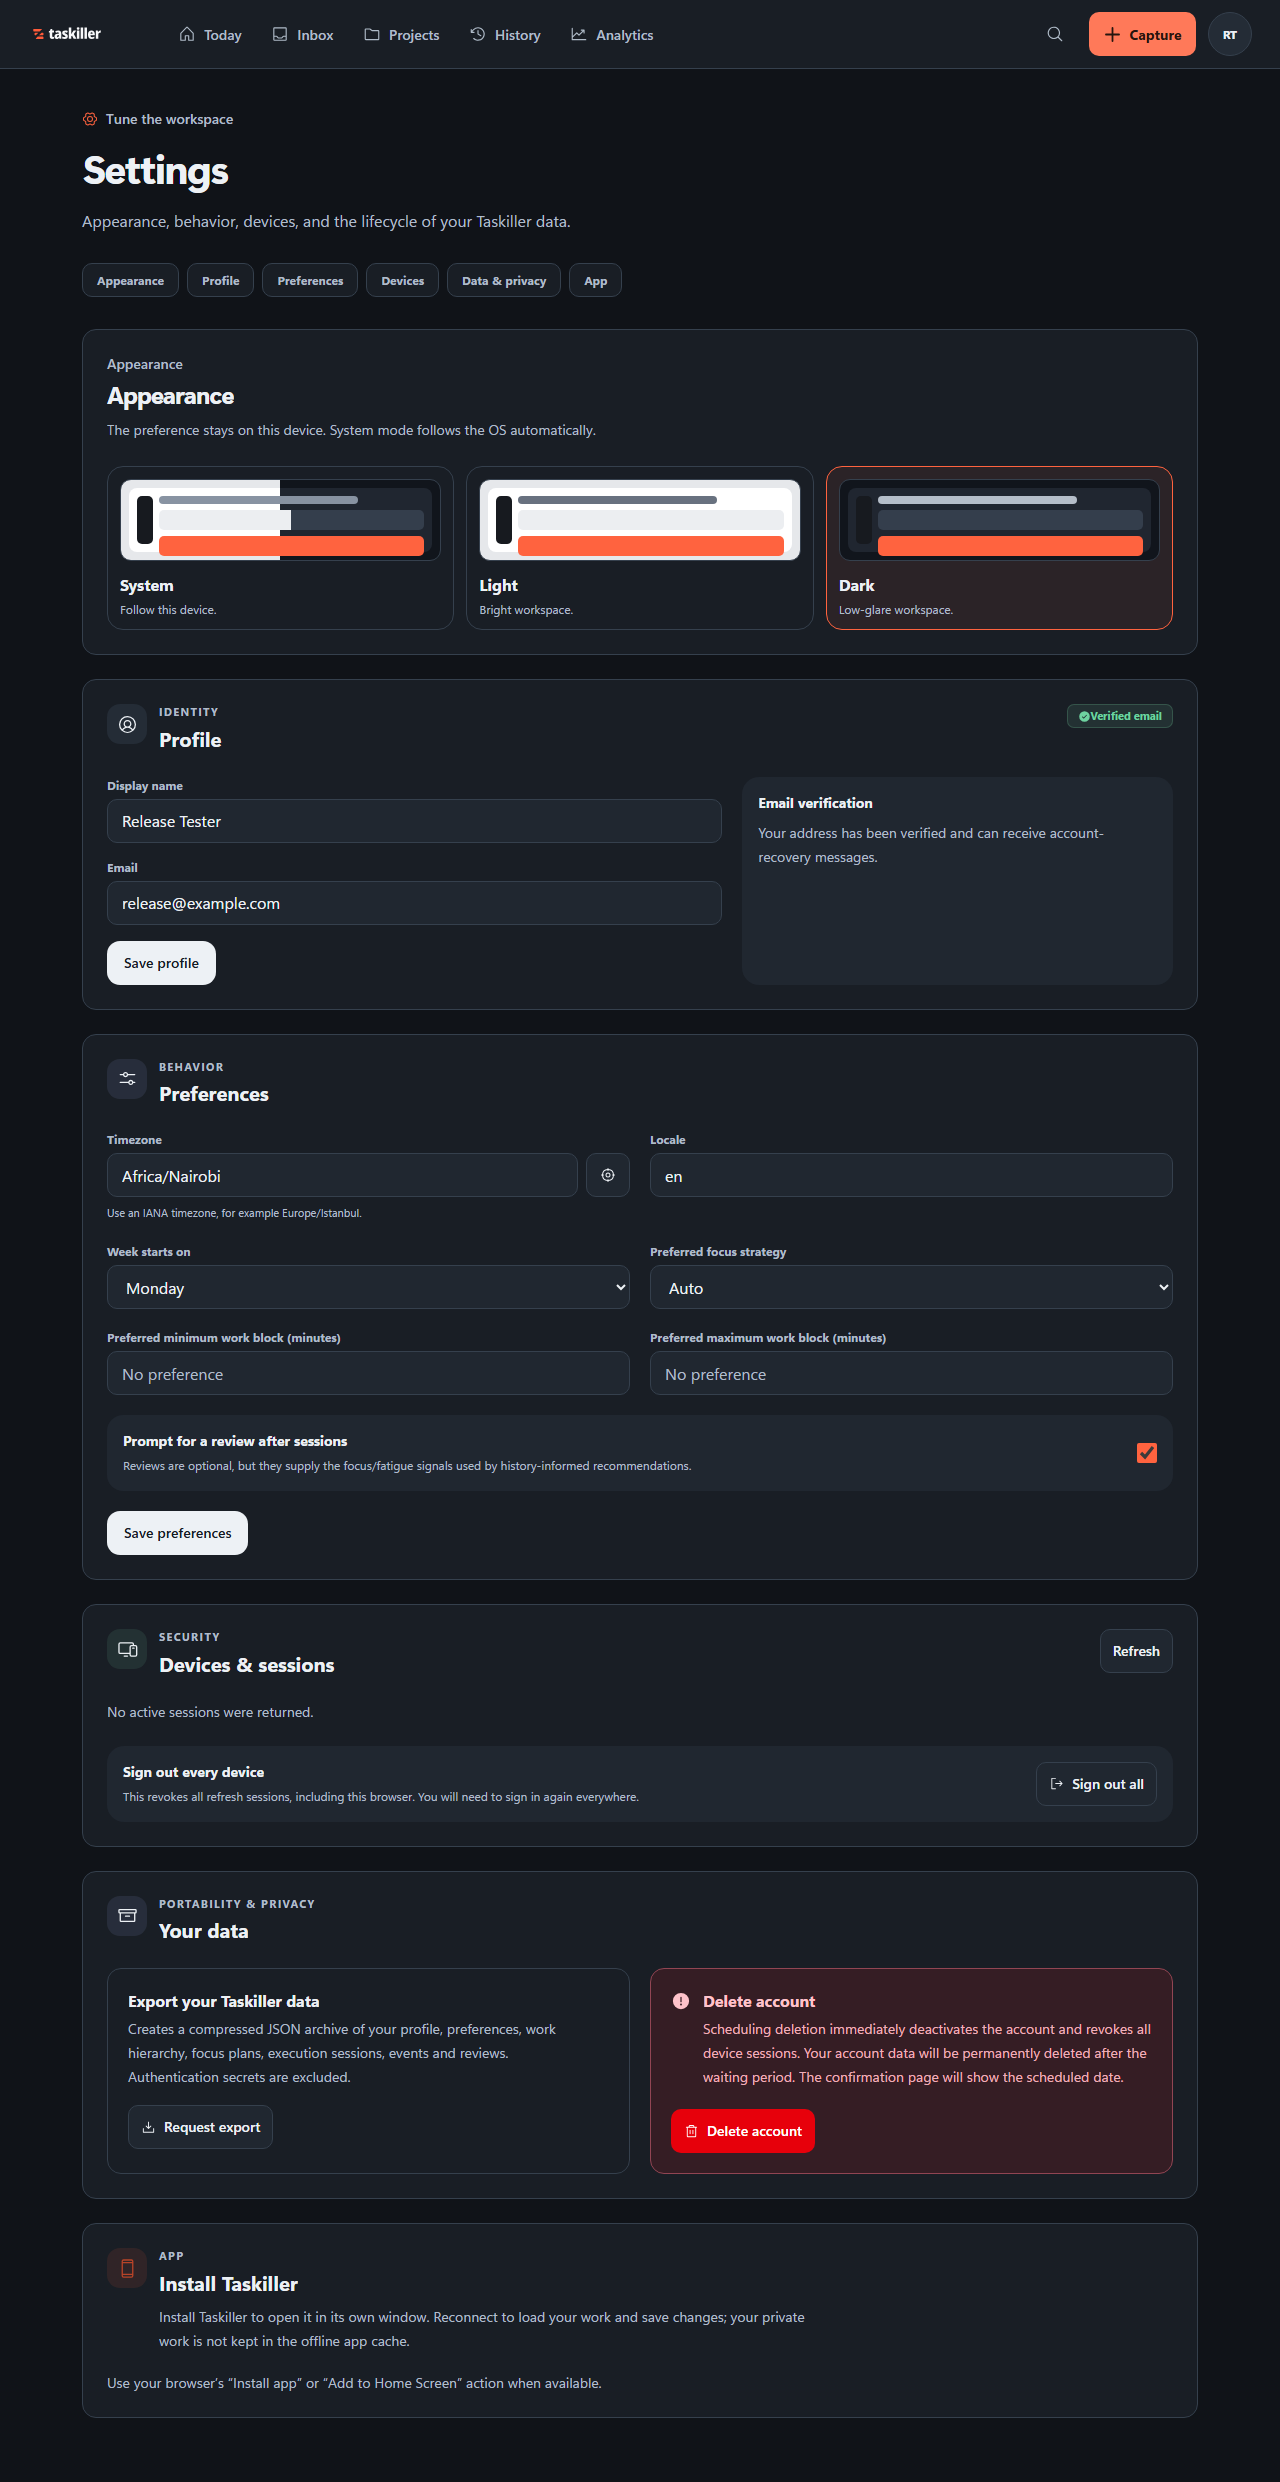 taskiller
Today
Inbox
Projects
History
Analytics
Capture
RT
Tune the workspace
Settings
Appearance, behavior, devices, and the lifecycle of your Taskiller data.
Appearance
Profile
Preferences
Devices
Data & privacy
App
Appearance
Appearance
The preference stays on this device. System mode follows the OS automatically.
System
Follow this device.
Light
Bright workspace.
Dark
Low-glare workspace.
IDENTITY
Profile
Verified email
Display name
Release Tester
Email
release@example.com
Save profile
Email verification
Your address has been verified and can receive account-
recovery messages.
BEHAVIOR
Preferences
Timezone
Africa/Nairobi
Use an IANA timezone, for example Europe/Istanbul.
Locale
en
Week starts on
Monday
Preferred focus strategy
Auto
Preferred minimum work block (minutes)
No preference
Preferred maximum work block (minutes)
No preference
Prompt for a review after sessions
Reviews are optional, but they supply the focus/fatigue signals used by history-informed recommendations.
Save preferences
SECURITY
Devices & sessions
Refresh
No active sessions were returned.
Sign out every device
This revokes all refresh sessions, including this browser. You will need to sign in again everywhere.
Sign out all
PORTABILITY & PRIVACY
Your data
Export your Taskiller data
Creates a compressed JSON archive of your profile, preferences, work
hierarchy, focus plans, execution sessions, events and reviews.
Authentication secrets are excluded.
Request export
Delete account
Scheduling deletion immediately deactivates the account and revokes all
device sessions. Your account data will be permanently deleted after the
waiting period. The confirmation page will show the scheduled date.
Delete account
APP
Install Taskiller
Install Taskiller to open it in its own window. Reconnect to load your work and save changes; your private
work is not kept in the offline app cache.
Use your browser’s “Install app” or “Add to Home Screen” action when available.